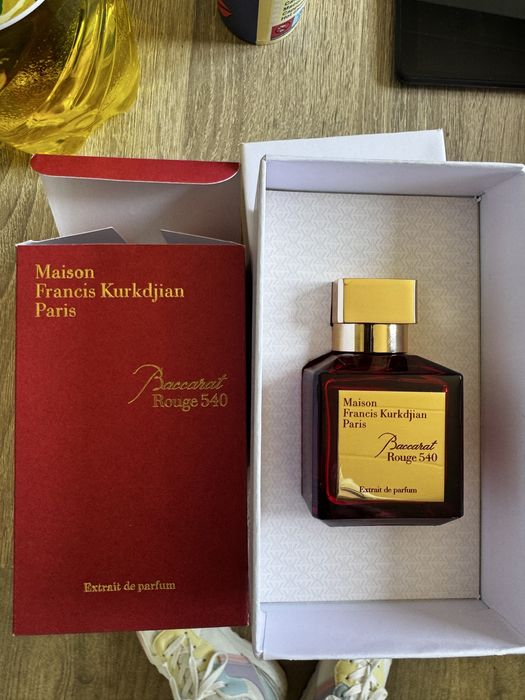 Maison
Francis Kurkdjian
Paris
Baccarat
Rouge 540
Extrait de parfum
Maison
Francis Kurkdjian
Paris
Baccarat
Rouge 540
Extrait de parfum